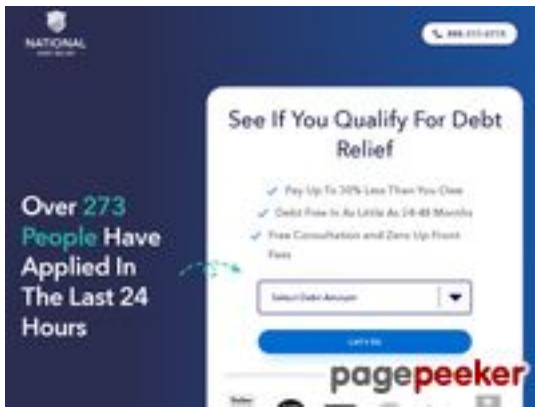 NATIONAL
See If You Qualify For Debt
Relief
Pay Up To 30% Less Than You Owe
Debt Free In As Little As 24-48 Months
Free Consultation and Zero Up Front
Fees
Over 273
People Have
Applied In
The Last 24
Hours
Select Debt Amount
Let's Go
pagepeeker